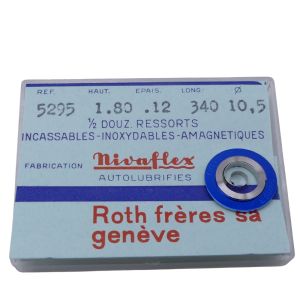 REF. HAUT. EPAIS. LONG. Ø
5295 1.80 .12 340 10,5
½ DOUZ. RESSORTS
INCASSABLES-INOXYDABLES-AMAGNETIQUES
FABRICATION Nivaflex
AUTOLUBRIFIES
Roth frères sa
genève